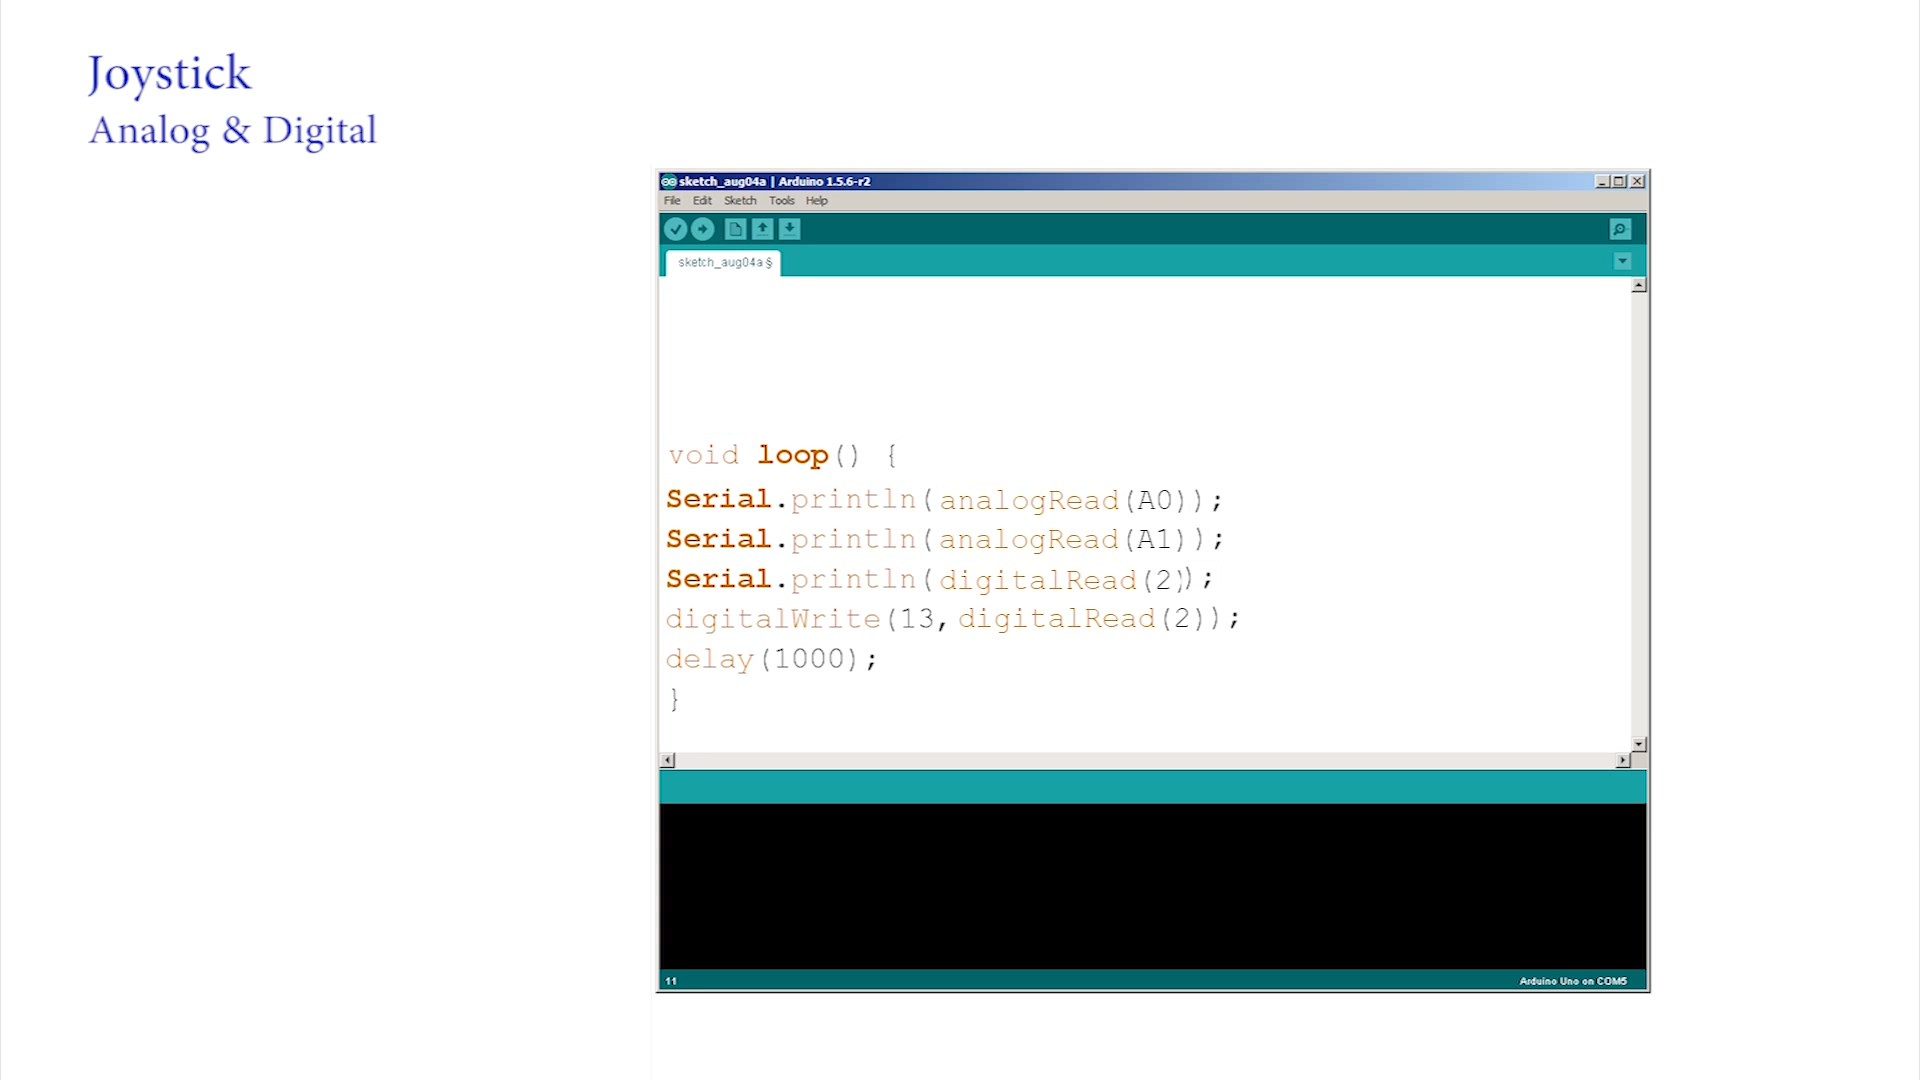 Joystick
Analog & Digital
sketch_aug04a | Arduino 1.5.6-r2
File Edit Sketch Tools Help
sketch_aug04a §
void loop() {
Serial.println(analogRead(A0));
Serial.println(analogRead(A1));
Serial.println(digitalRead(2));
digitalWrite(13,digitalRead(2));
delay(1000);
}
11
Arduino Uno on COM5